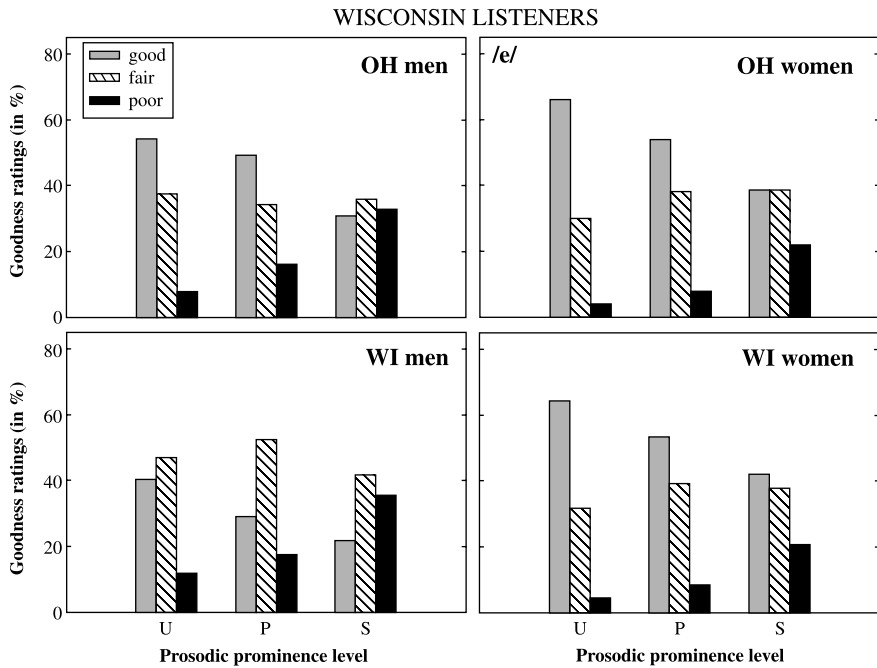 WISCONSIN LISTENERS
Goodness ratings (in %)
80
60
40
20
0
good
fair
poor
OH men
/e/
OH women
Goodness ratings (in %)
80
60
40
20
0
WI men
WI women
U P S
U P S
Prosodic prominence level
Prosodic prominence level